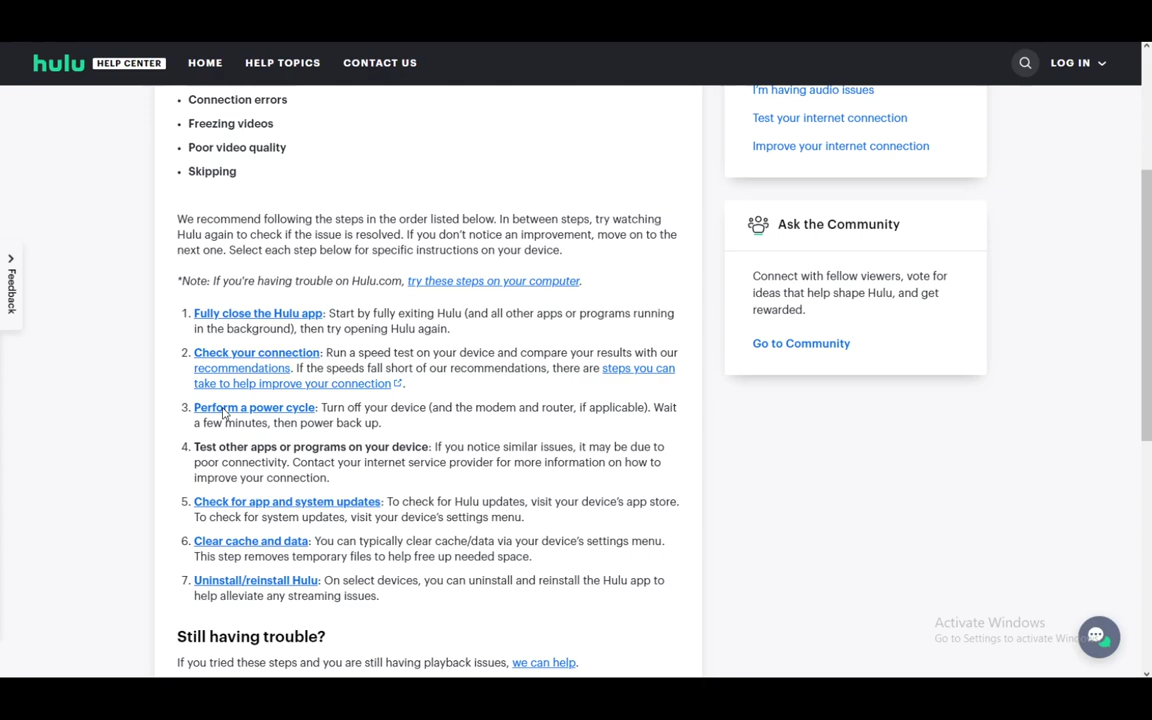 hulu HELP CENTER HOME HELP TOPICS CONTACT US LOG IN
• Connection errors
• Freezing videos
• Poor video quality
• Skipping
We recommend following the steps in the order listed below. In between steps, try watching
Hulu again to check if the issue is resolved. If you don't notice an improvement, move on to the
next one. Select each step below for specific instructions on your device.
*Note: If you're having trouble on Hulu.com, try these steps on your computer.
1. Fully close the Hulu app: Start by fully exiting Hulu (and all other apps or programs running
in the background), then try opening Hulu again.
2. Check your connection: Run a speed test on your device and compare your results with our
recommendations. If the speeds fall short of our recommendations, there are steps you can
take to help improve your connection.
3. Perform a power cycle: Turn off your device (and the modem and router, if applicable). Wait
a few minutes, then power back up.
4. Test other apps or programs on your device: If you notice similar issues, it may be due to
poor connectivity. Contact your internet service provider for more information on how to
improve your connection.
5. Check for app and system updates: To check for Hulu updates, visit your device's app store.
To check for system updates, visit your device's settings menu.
6. Clear cache and data: You can typically clear cache/data via your device's settings menu.
This step removes temporary files to help free up needed space.
7. Uninstall/reinstall Hulu: On select devices, you can uninstall and reinstall the Hulu app to
help alleviate any streaming issues.
Still having trouble?
If you tried these steps and you are still having playback issues, we can help.
I'm having audio issues
Test your internet connection
Improve your internet connection
Ask the Community
Connect with fellow viewers, vote for
ideas that help shape Hulu, and get
rewarded.
Go to Community
Feedback
Activate Windows
Go to Settings to activate Windo